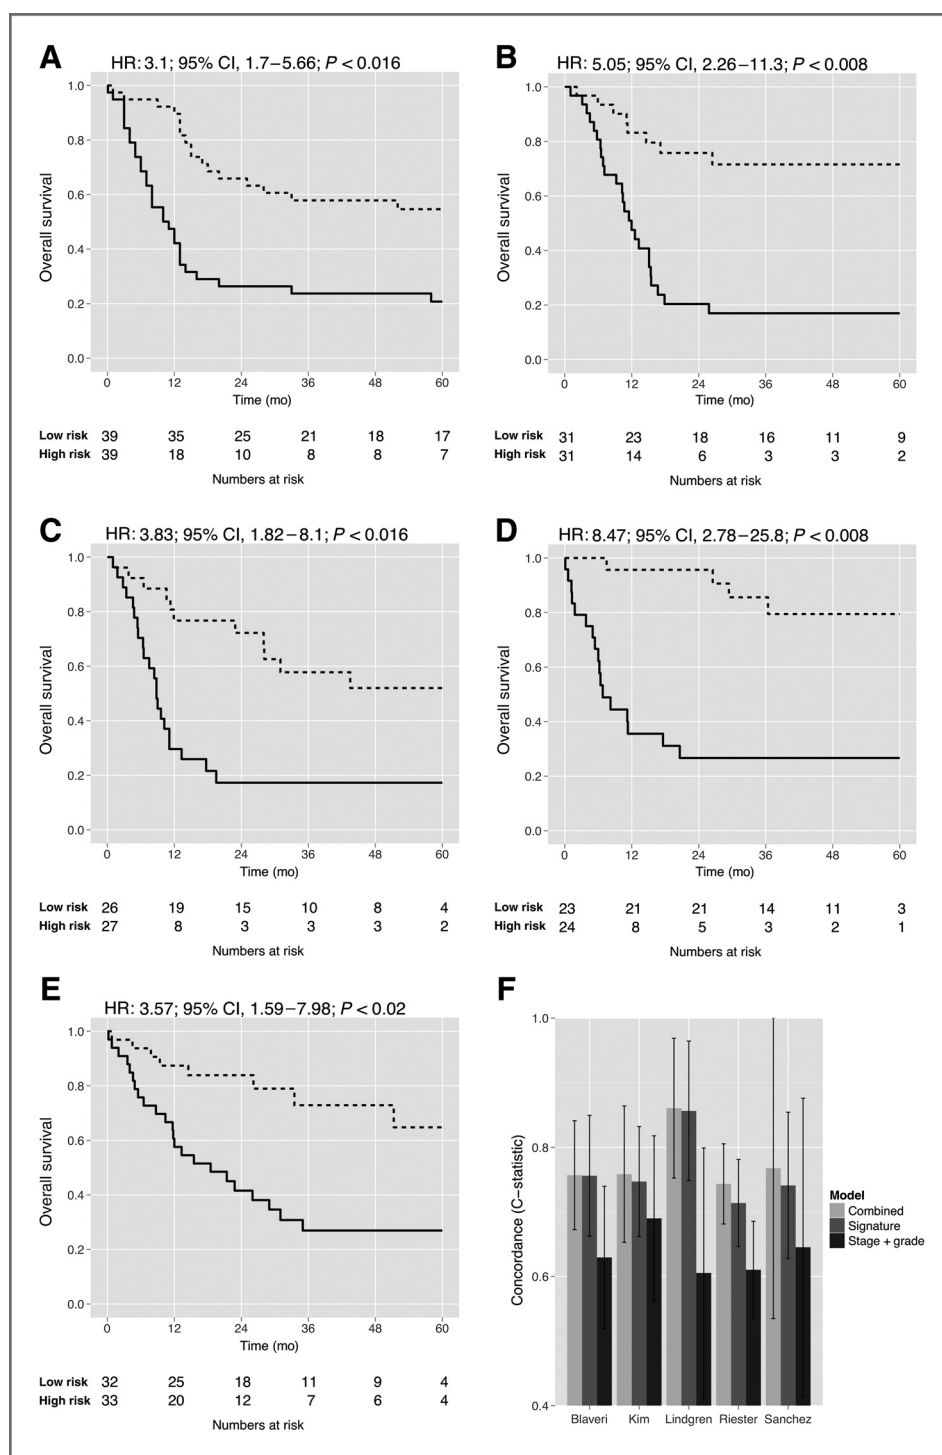 A
HR: 3.1; 95% CI, 1.7–5.66; P < 0.016
Overall survival
1.0
0.8
0.6
0.4
0.2
0.0
0 12 24 36 48 60
Time (mo)
Low risk 39 35 25 21 18 17
High risk 39 18 10 8 8 7
Numbers at risk
B
HR: 5.05; 95% CI, 2.26–11.3; P < 0.008
Overall survival
1.0
0.8
0.6
0.4
0.2
0.0
0 12 24 36 48 60
Time (mo)
Low risk 31 23 18 16 11 9
High risk 31 14 6 3 3 2
Numbers at risk
C
HR: 3.83; 95% CI, 1.82–8.1; P < 0.016
Overall survival
1.0
0.8
0.6
0.4
0.2
0.0
0 12 24 36 48 60
Time (mo)
Low risk 26 19 15 10 8 4
High risk 27 8 3 3 3 2
Numbers at risk
D
HR: 8.47; 95% CI, 2.78–25.8; P < 0.008
Overall survival
1.0
0.8
0.6
0.4
0.2
0.0
0 12 24 36 48 60
Time (mo)
Low risk 23 21 21 14 11 3
High risk 24 8 5 3 2 1
Numbers at risk
E
HR: 3.57; 95% CI, 1.59–7.98; P < 0.02
Overall survival
1.0
0.8
0.6
0.4
0.2
0.0
0 12 24 36 48 60
Time (mo)
Low risk 32 25 18 11 9 4
High risk 33 20 12 7 6 4
Numbers at risk
F
Concordance (C–statistic)
1.0
0.8
0.6
0.4
Blaveri Kim Lindgren Riester Sanchez
Model
Combined
Signature
Stage + grade